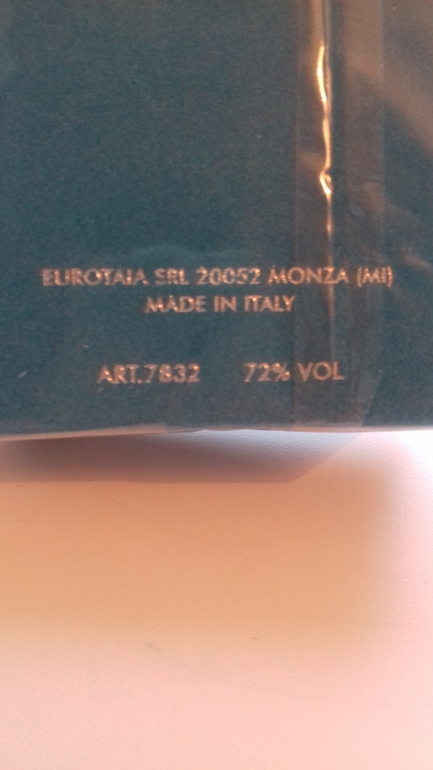 EUROTAIA SRL 20052 MONZA (MI)
MADE IN ITALY
ART.7832 72% VOL